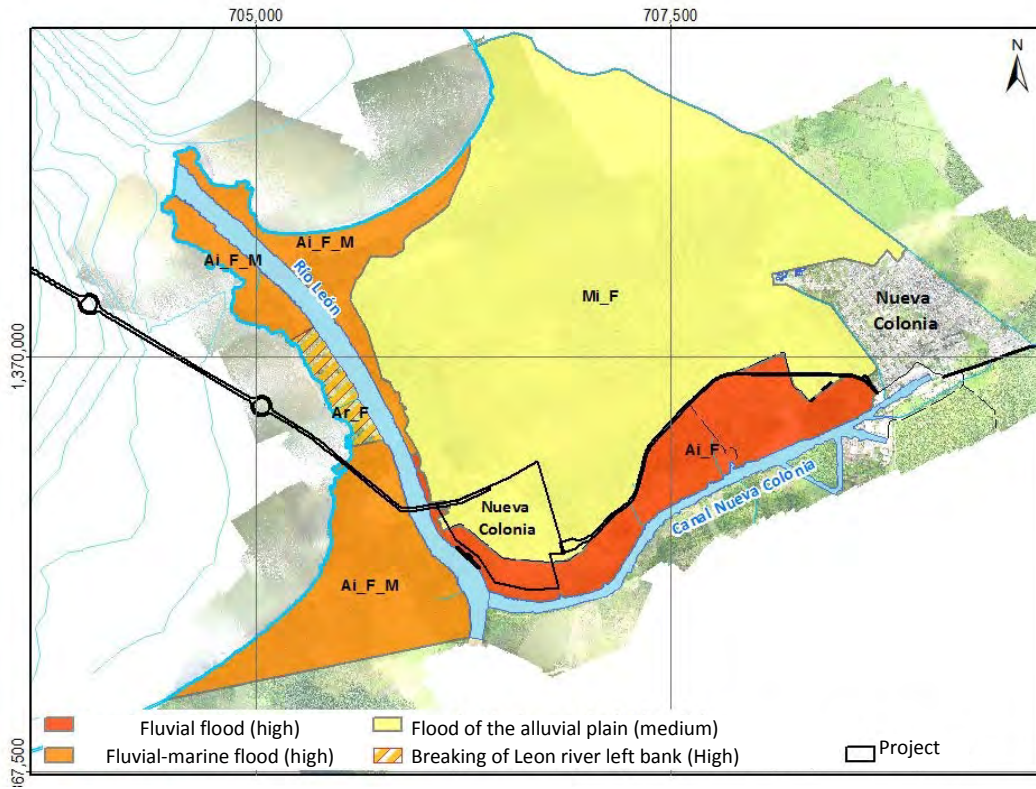 705,000
707,500
N
Ai_F_M
Ai_F_M
Río León
Mi_F
Nueva
Colonia
1,370,000
Ar_F
Ai_F
Canal Nueva Colonia
Nueva
Colonia
Ai_F_M
Fluvial flood (high)
Flood of the alluvial plain (medium)
Fluvial-marine flood (high)
Breaking of Leon river left bank (High)
Project
367,500